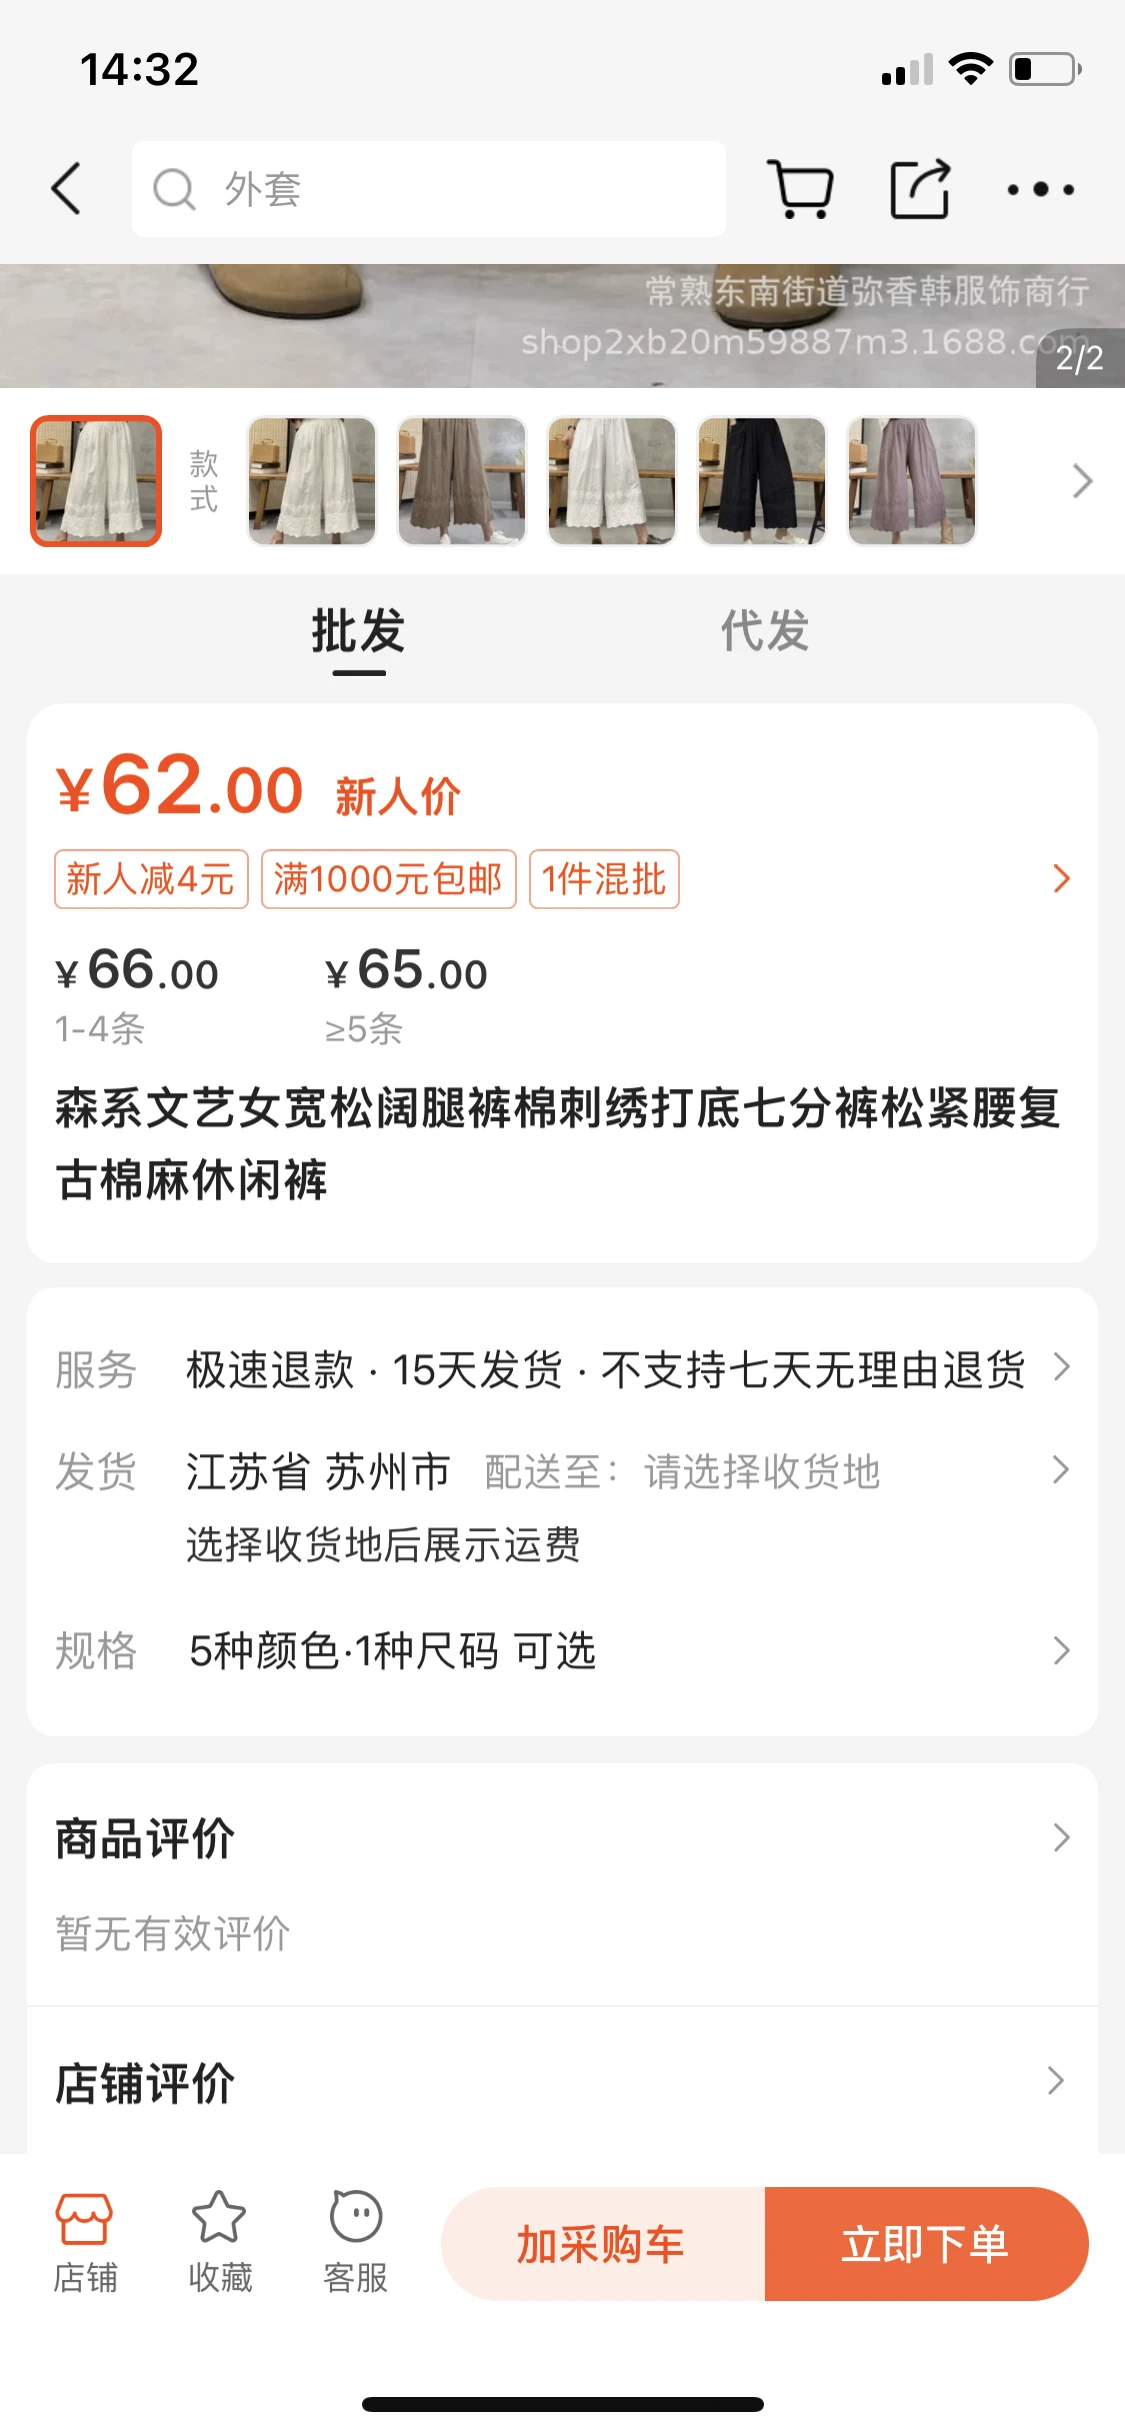 14:32
外套
常熟东南街道弥香韩服饰商行
shop2xb20m59887m3.1688.com
2/2
款式
批发
代发
¥62.00 新人价
新人减4元 满1000元包邮 1件混批
¥66.00 ¥65.00
1-4条 ≥5条
森系文艺女宽松阔腿裤棉刺绣打底七分裤松紧腰复
古棉麻休闲裤
服务 极速退款 · 15天发货 · 不支持七天无理由退货
发货 江苏省 苏州市 配送至：请选择收货地
选择收货地后展示运费
规格 5种颜色·1种尺码 可选
商品评价
暂无有效评价
店铺评价
店铺 收藏 客服 加采购车 立即下单